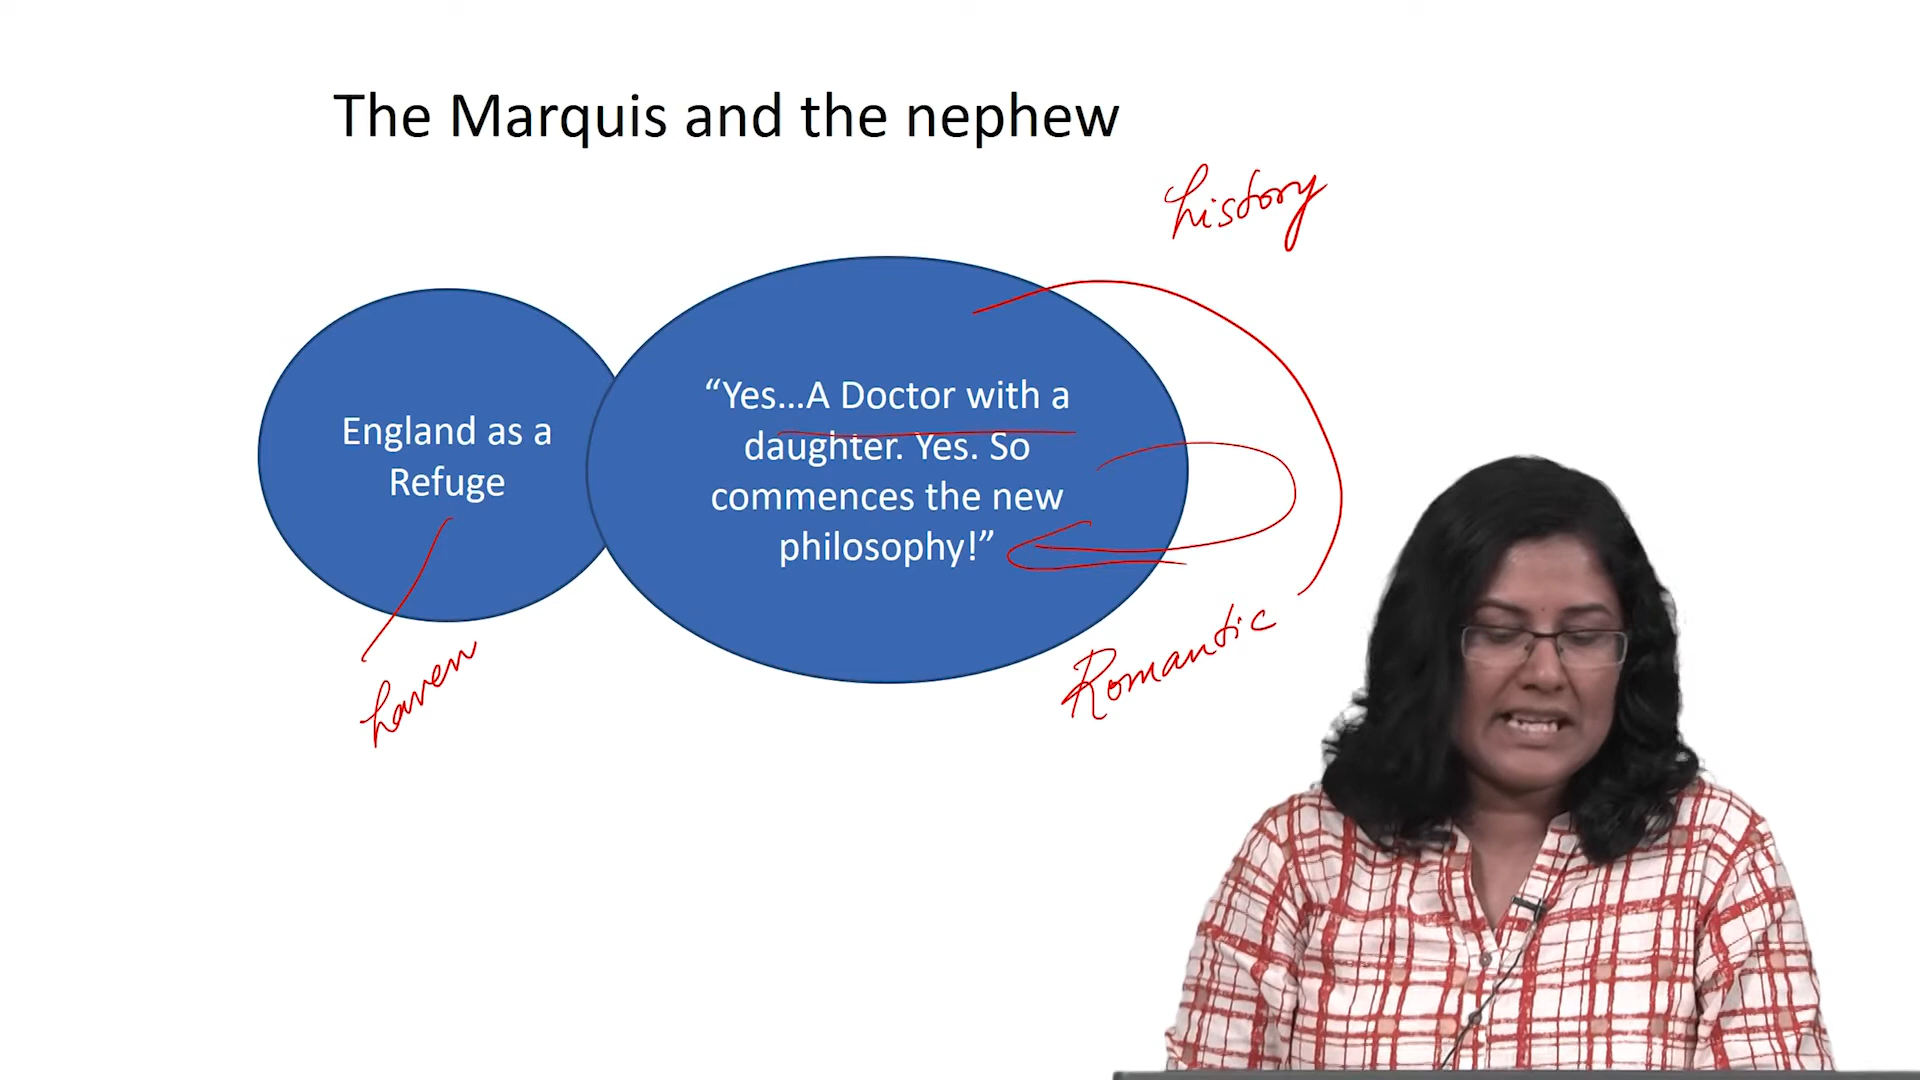 The Marquis and the nephew
history
England as a
Refuge
“Yes…A Doctor with a
daughter. Yes. So
commences the new
philosophy!”
haven
Romantic